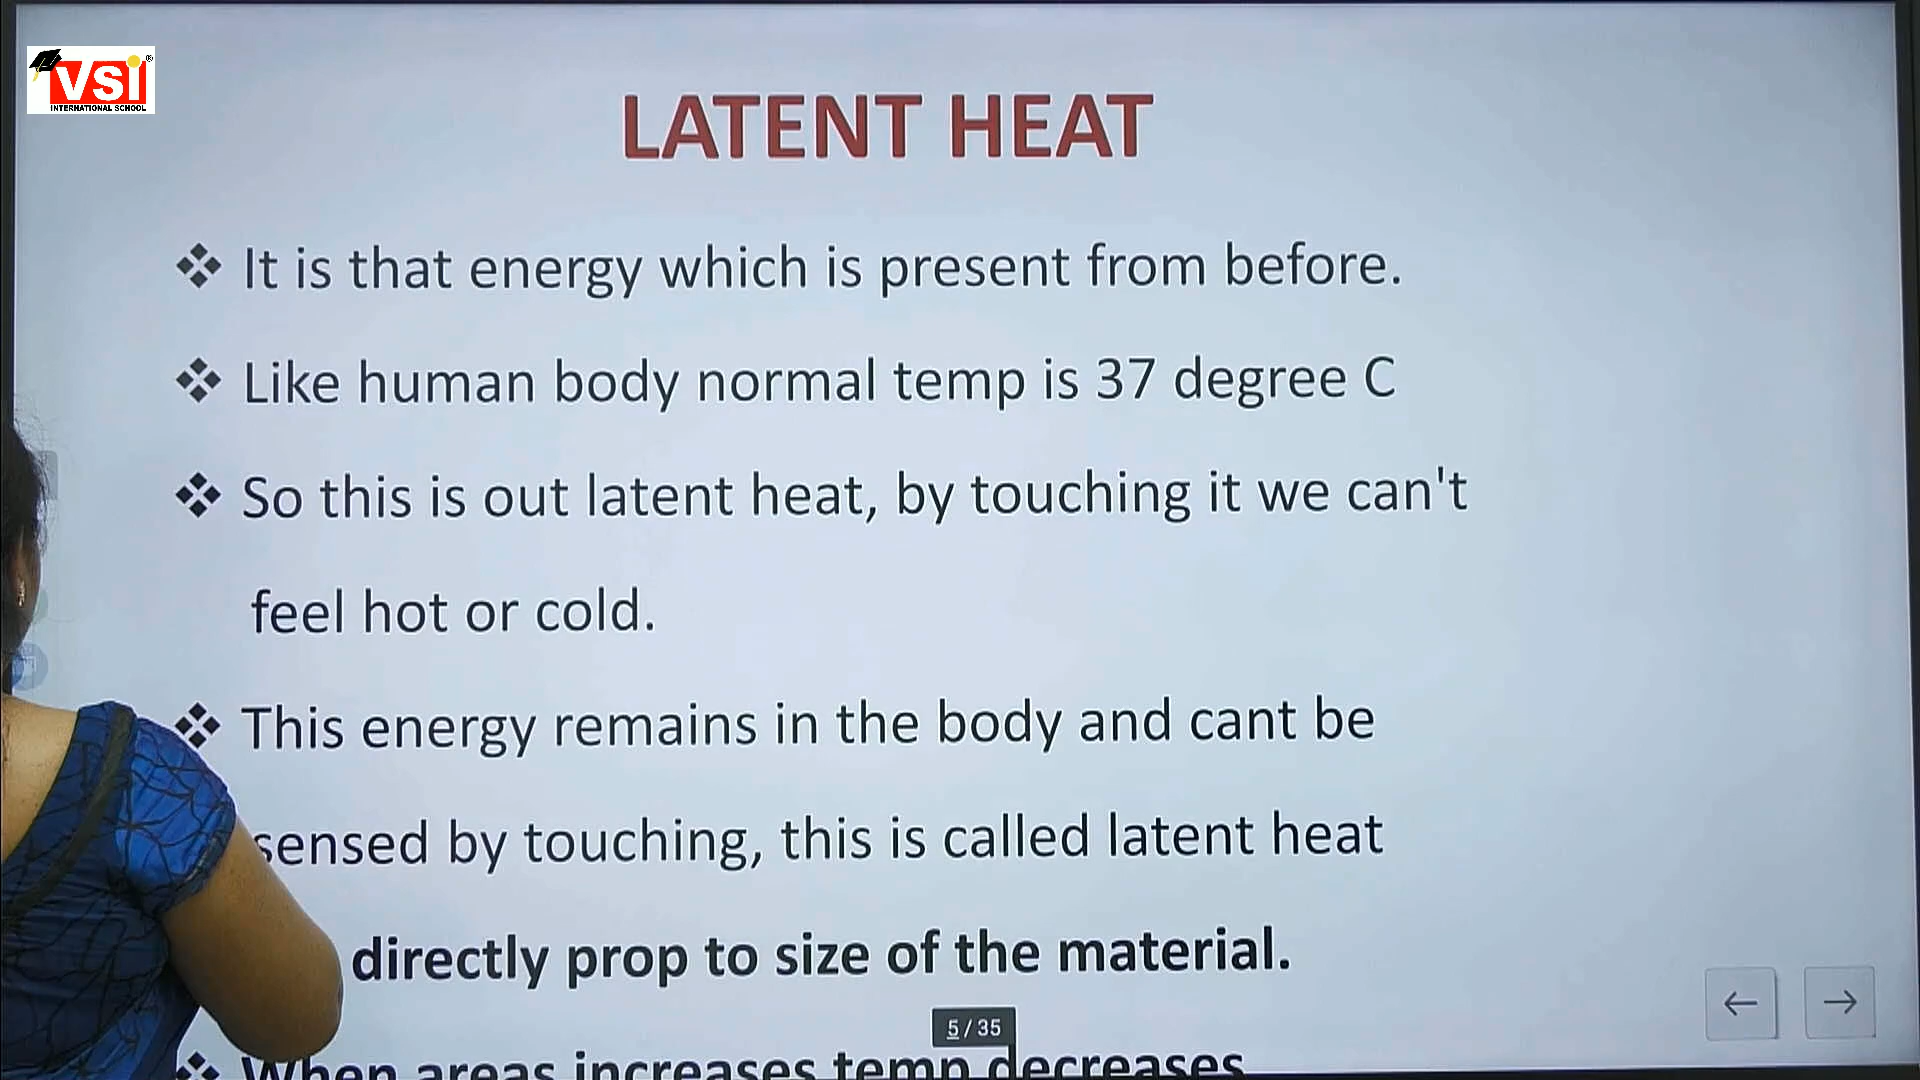 VSI
INTERNATIONAL SCHOOL
LATENT HEAT
It is that energy which is present from before.
Like human body normal temp is 37 degree C
So this is out latent heat, by touching it we can't
feel hot or cold.
This energy remains in the body and cant be
sensed by touching, this is called latent heat
directly prop to size of the material.
5 / 35
When areas increases temp decreases